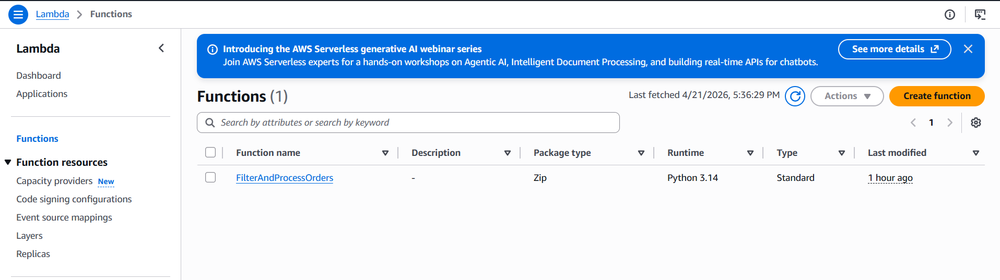 Lambda > Functions
Lambda
Dashboard
Applications
Functions
Function resources
Capacity providers New
Code signing configurations
Event source mappings
Layers
Replicas
Introducing the AWS Serverless generative AI webinar series
Join AWS Serverless experts for a hands-on workshops on Agentic AI, Intelligent Document Processing, and building real-time APIs for chatbots.
See more details
Functions (1)
Last fetched 4/21/2026, 5:36:29 PM
Actions
Create function
Search by attributes or search by keyword
1
Function name Description Package type Runtime Type Last modified
FilterAndProcessOrders - Zip Python 3.14 Standard 1 hour ago